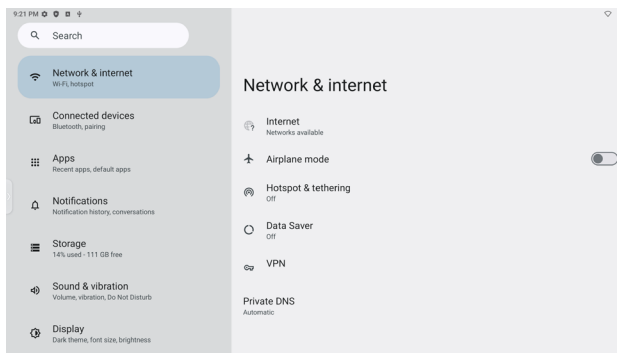 9:21 PM
Search
Network & internet
Wi-Fi, hotspot
Connected devices
Bluetooth, pairing
Apps
Recent apps, default apps
Notifications
Notification history, conversations
Storage
14% used - 111 GB free
Sound & vibration
Volume, vibration, Do Not Disturb
Display
Dark theme, font size, brightness
Network & internet
Internet
Networks available
Airplane mode
Hotspot & tethering
Off
Data Saver
Off
VPN
Private DNS
Automatic